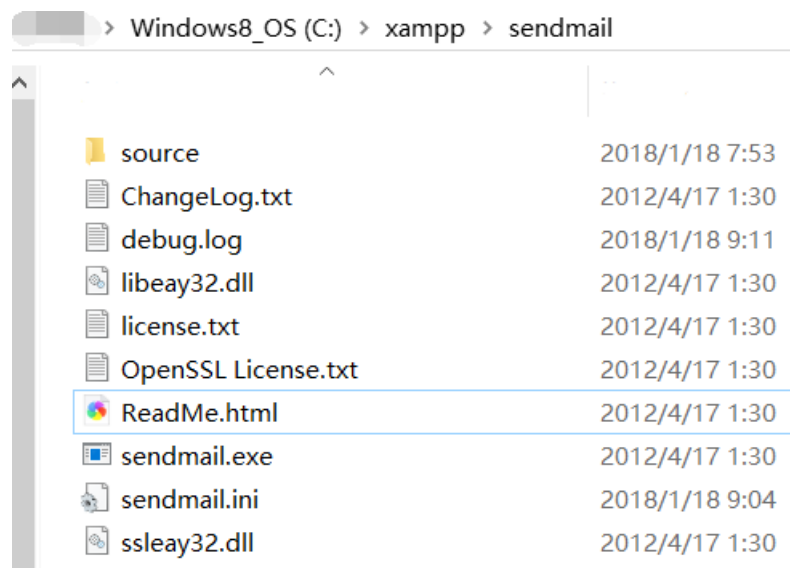 > Windows8_OS (C:) > xampp > sendmail
source 2018/1/18 7:53
ChangeLog.txt 2012/4/17 1:30
debug.log 2018/1/18 9:11
libeay32.dll 2012/4/17 1:30
license.txt 2012/4/17 1:30
OpenSSL License.txt 2012/4/17 1:30
ReadMe.html 2012/4/17 1:30
sendmail.exe 2012/4/17 1:30
sendmail.ini 2018/1/18 9:04
ssleay32.dll 2012/4/17 1:30